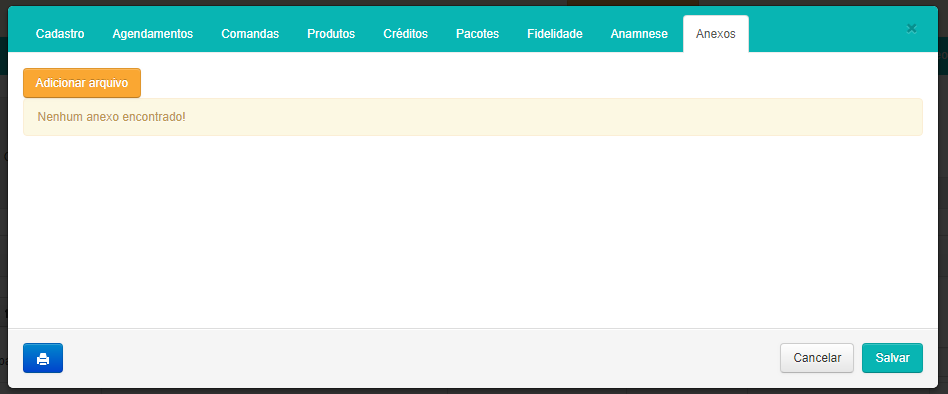 Cadastro Agendamentos Comandas Produtos Créditos Pacotes Fidelidade Anamnese Anexos ×
Adicionar arquivo
Nenhum anexo encontrado!
Cancelar Salvar